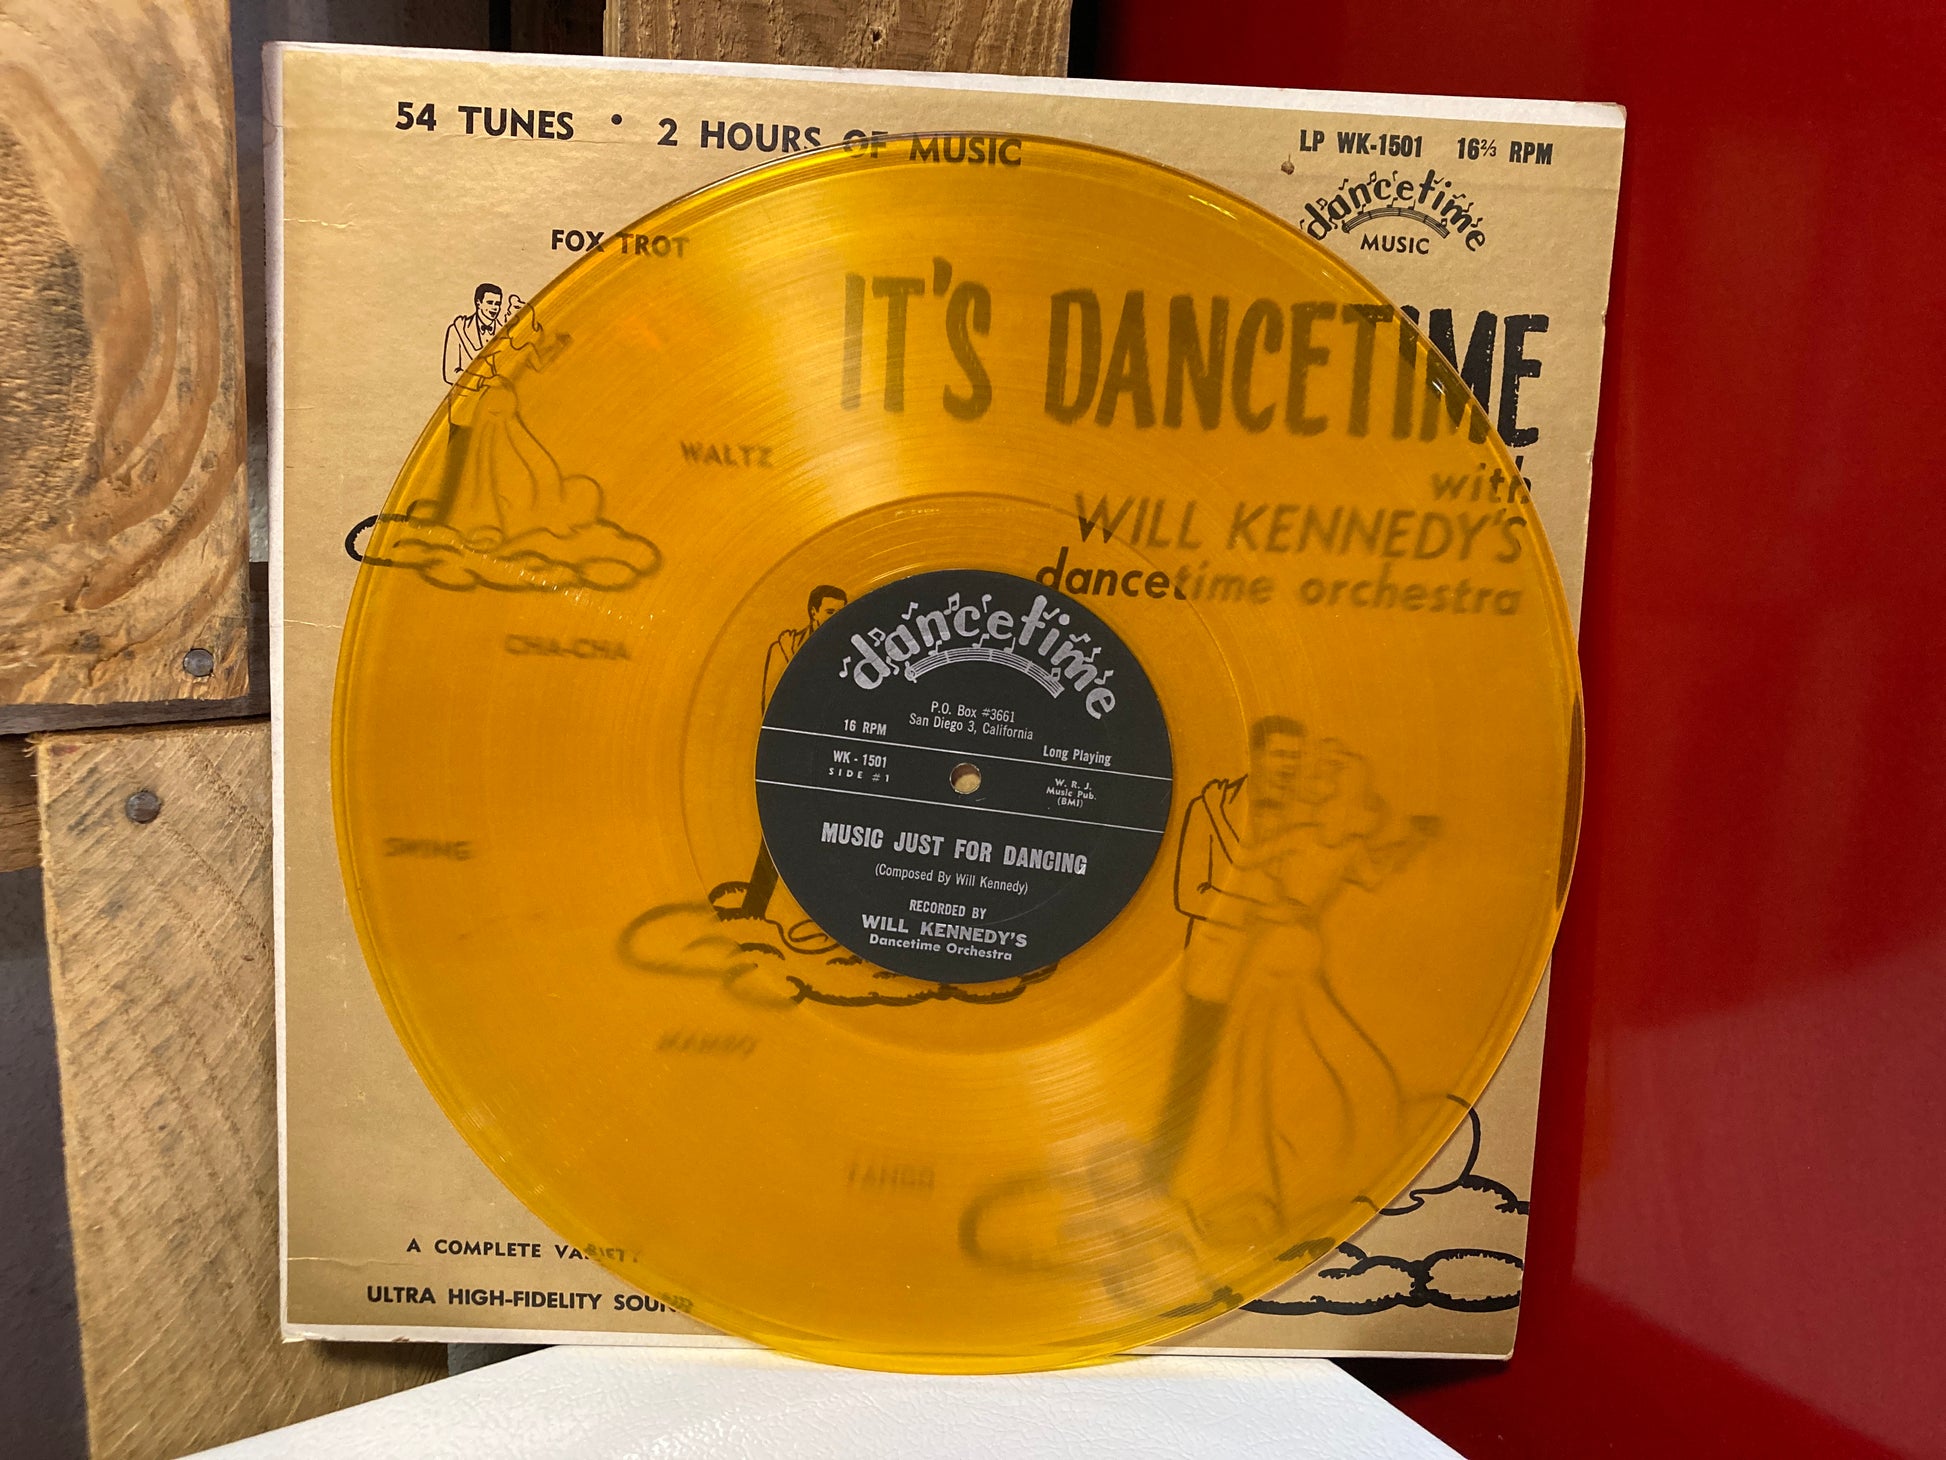 54 TUNES • 2 HOURS OF MUSIC
LP WK-1501 16⅔ RPM
dancetime
MUSIC
FOX TROT
IT'S DANCETIME
WALTZ
with
WILL KENNEDY'S
dancetime orchestra
CHA-CHA
SWING
MAMBO
A COMPLETE VARIETY
ULTRA HIGH-FIDELITY SOUND
dancetime
P.O. Box #3661
San Diego 3, California
16 RPM
Long Playing
WK - 1501
SIDE #1
W. R. J.
Music Pub.
(BMI)
MUSIC JUST FOR DANCING
(Composed By Will Kennedy)
RECORDED BY
WILL KENNEDY'S
Dancetime Orchestra